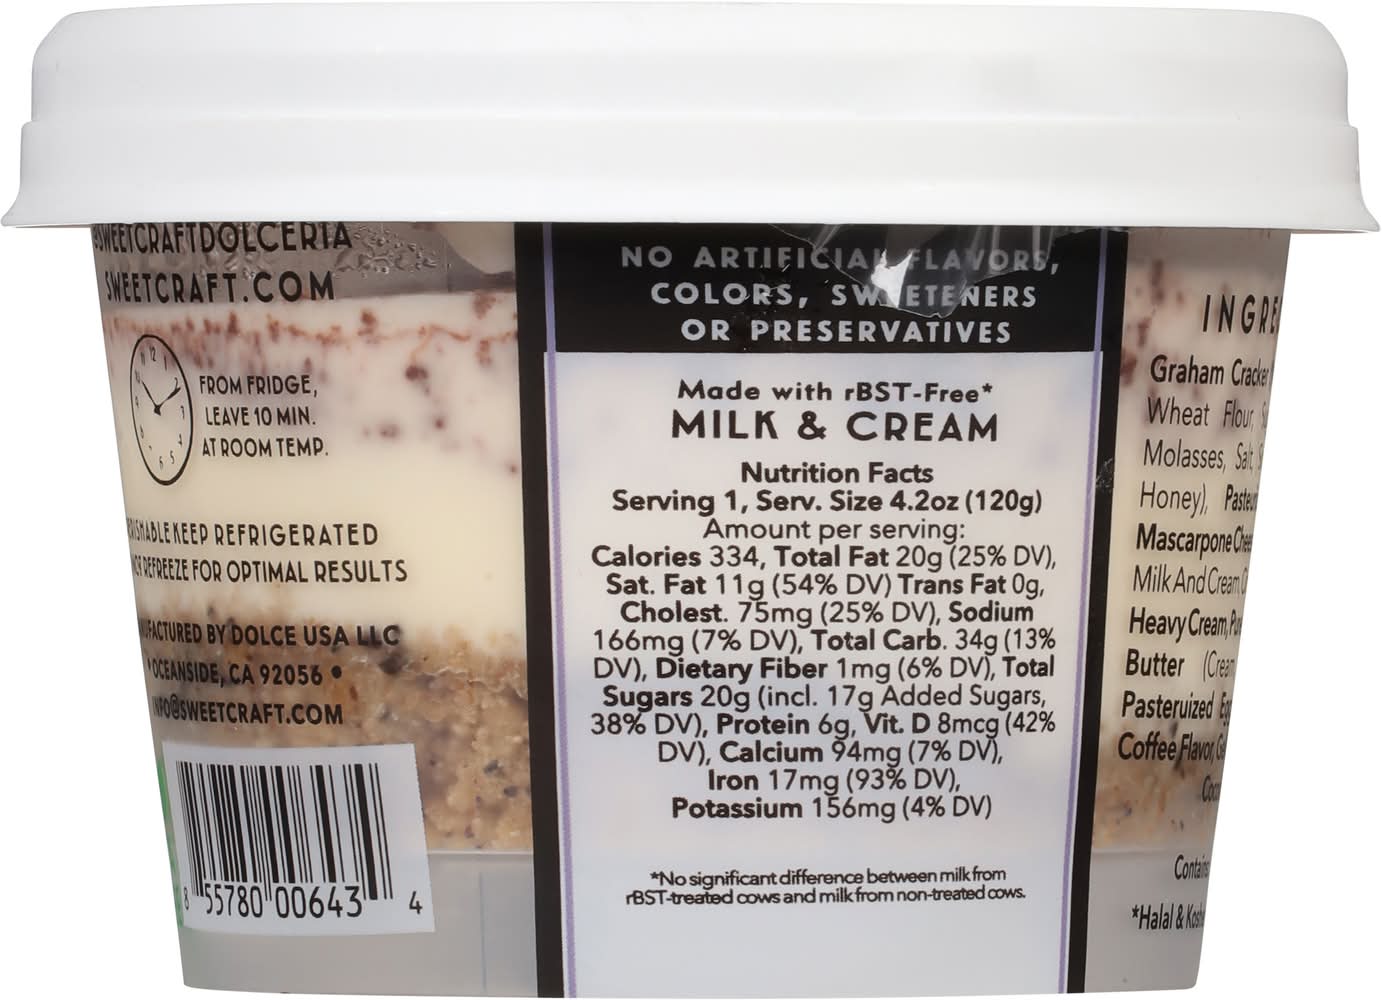 SWEETCRAFTDOLCERIA
SWEETCRAFT.COM
FROM FRIDGE,
LEAVE 10 MIN.
AT ROOM TEMP.
KEEP REFRIGERATED
REFREEZE FOR OPTIMAL RESULTS
BY DOLCE USA LLC
• OCEANSIDE, CA 92056 •
@SWEETCRAFT.COM
8 55780 00643 4
NO ARTIFICIAL FLAVORS,
COLORS, SWEETENERS
OR PRESERVATIVES
Made with rBST-Free*
MILK & CREAM
Nutrition Facts
Serving 1, Serv. Size 4.2oz (120g)
Amount per serving:
Calories 334, Total Fat 20g (25% DV),
Sat. Fat 11g (54% DV) Trans Fat 0g,
Cholest. 75mg (25% DV), Sodium
166mg (7% DV), Total Carb. 34g (13%
DV), Dietary Fiber 1mg (6% DV), Total
Sugars 20g (incl. 17g Added Sugars,
38% DV), Protein 6g, Vit. D 8mcg (42%
DV), Calcium 94mg (7% DV),
Iron 17mg (93% DV),
Potassium 156mg (4% DV)
*No significant difference between milk from
rBST-treated cows and milk from non-treated cows.
Graham Cracker
Wheat Flour,
Molasses, Salt,
Honey),
Mascarpone
Milk And Cream
Heavy Cream,
Butter (Cream
Pasteurized
Coffee Flavor,
*Halal &